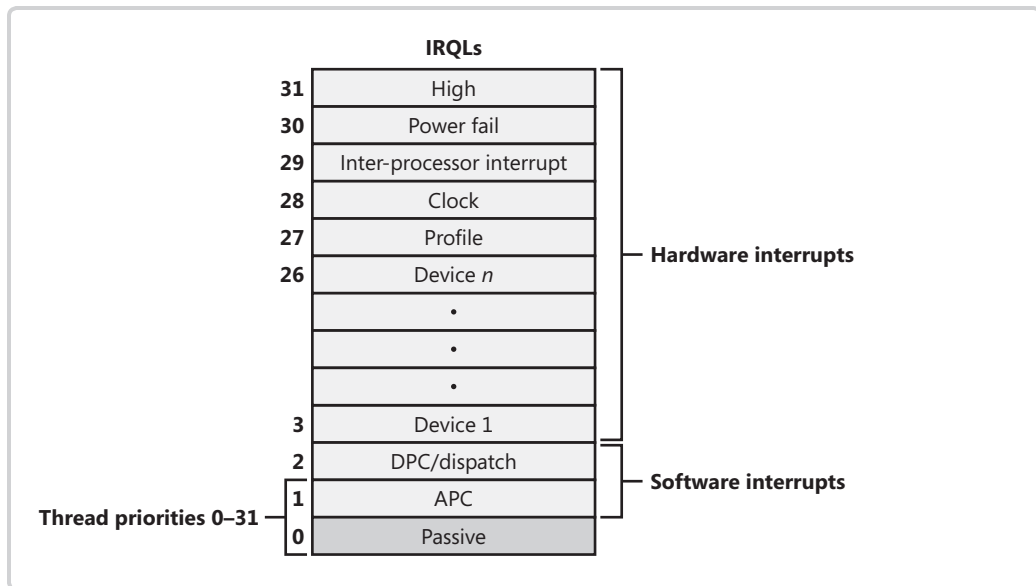 IRQLs
31 High
30 Power fail
29 Inter-processor interrupt
28 Clock
27 Profile
Hardware interrupts
26 Device n
•
•
•
3 Device 1
2 DPC/dispatch
Software interrupts
1 APC
Thread priorities 0–31
0 Passive